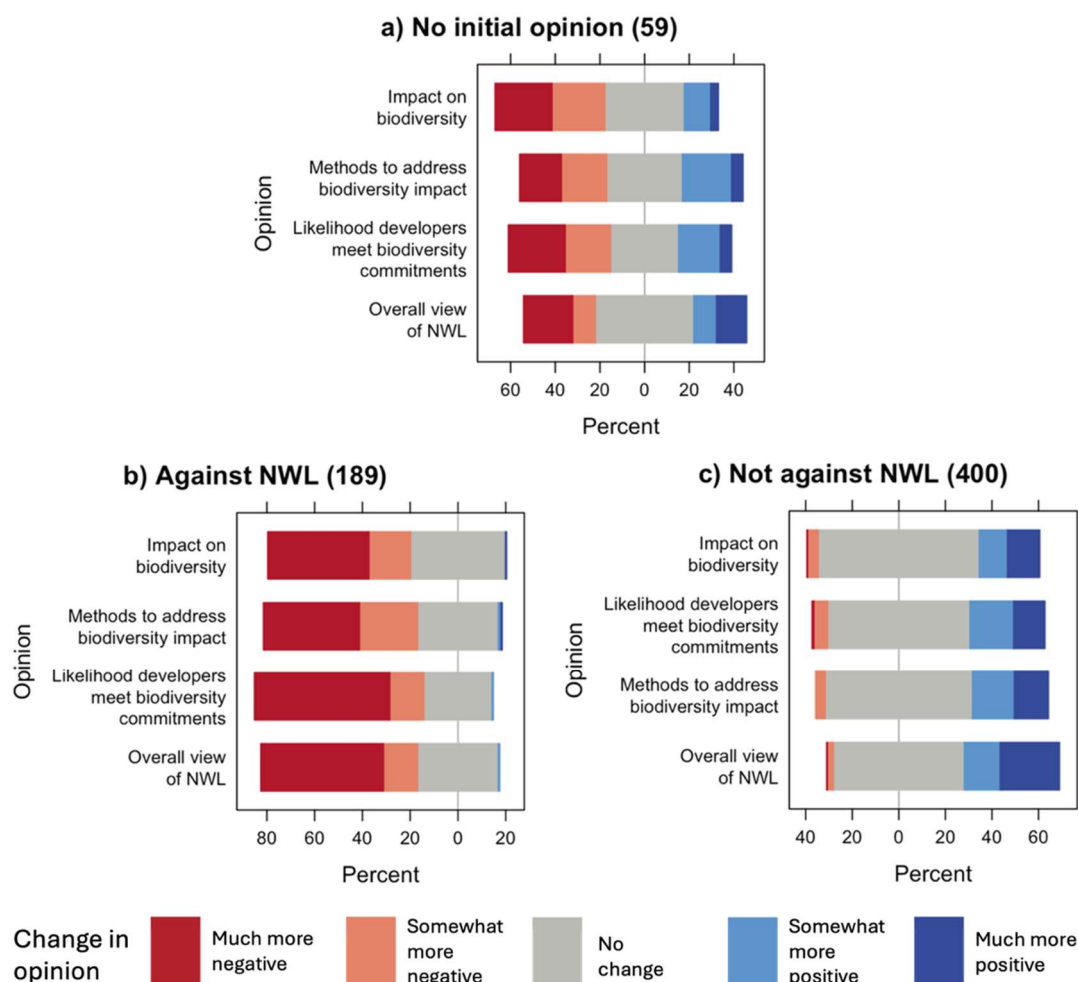 a) No initial opinion (59)
Impact on
biodiversity
Methods to address
biodiversity impact
Likelihood developers
meet biodiversity
commitments
Overall view
of NWL
Opinion
60 40 20 0 20 40
Percent
b) Against NWL (189)
Impact on
biodiversity
Methods to address
biodiversity impact
Likelihood developers
meet biodiversity
commitments
Overall view
of NWL
Opinion
80 60 40 20 0 20
Percent
c) Not against NWL (400)
Impact on
biodiversity
Likelihood developers
meet biodiversity
commitments
Methods to address
biodiversity impact
Overall view
of NWL
Opinion
40 20 0 20 40 60
Percent
Change in
opinion
Much more
negative
Somewhat
more
negative
No
change
Somewhat
more
positive
Much more
positive